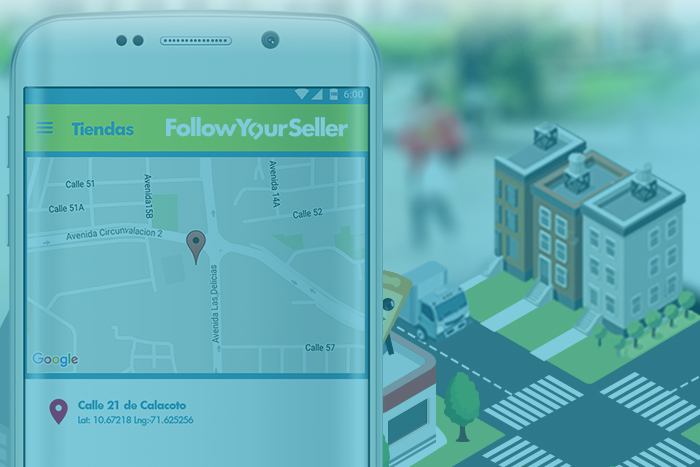 6:00
Tiendas FollowYourSeller
Calle 51
Avenida 15B
Avenida 14A
Calle 51A
Calle 52
Avenida Circunvalacion 2
Avenida Las Delicias
Calle 57
Google
Calle 21 de Calacoto
Lat: 10.67218 Lng:-71.625256